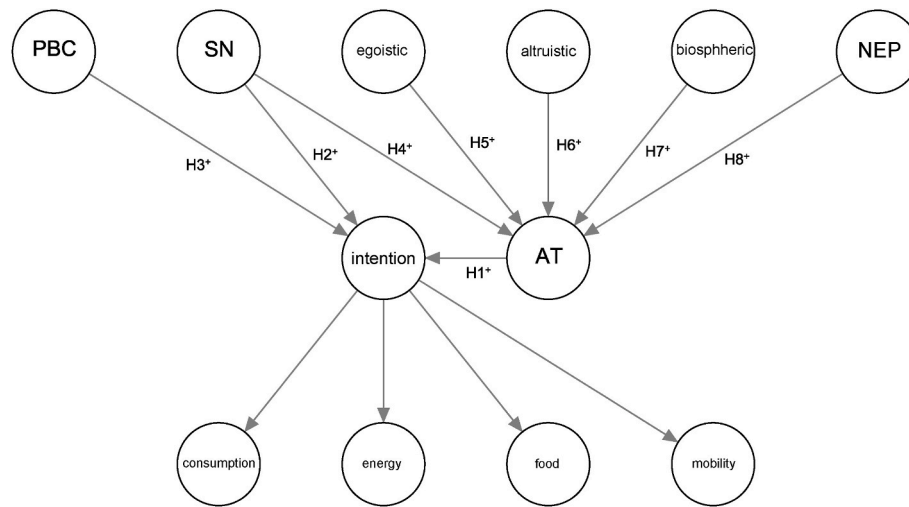 PBC
SN
egoistic
altruistic
biosphheric
NEP
H3⁺
H2⁺
H4⁺
H5⁺
H6⁺
H7⁺
H8⁺
intention
H1⁺
AT
consumption
energy
food
mobility